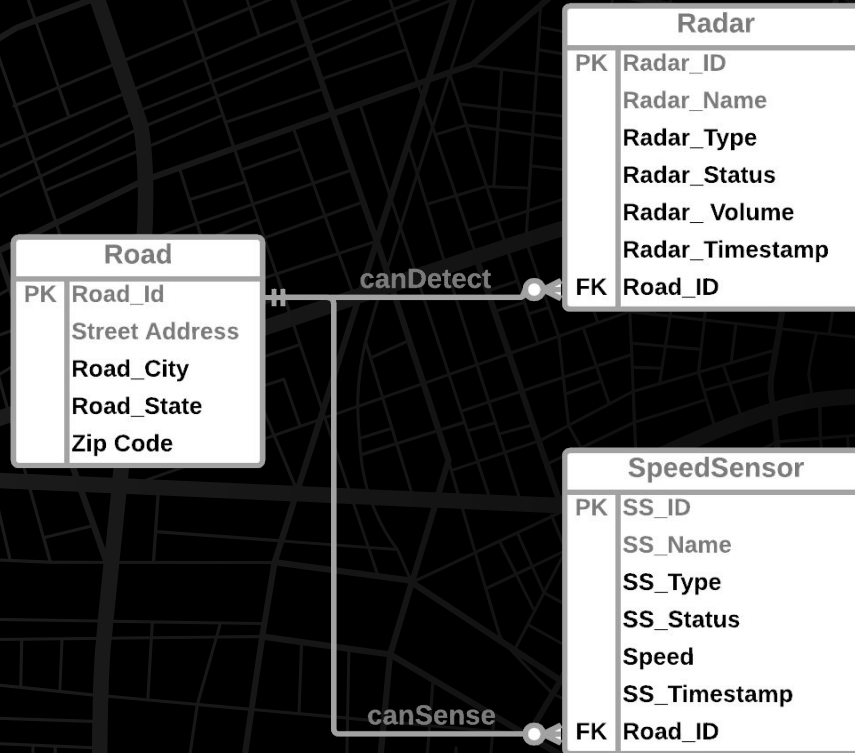 Radar
PK Radar_ID
Radar_Name
Radar_Type
Radar_Status
Radar_ Volume
Radar_Timestamp
FK Road_ID
Road
PK Road_Id
Street Address
Road_City
Road_State
Zip Code
canDetect
SpeedSensor
PK SS_ID
SS_Name
SS_Type
SS_Status
Speed
SS_Timestamp
FK Road_ID
canSense